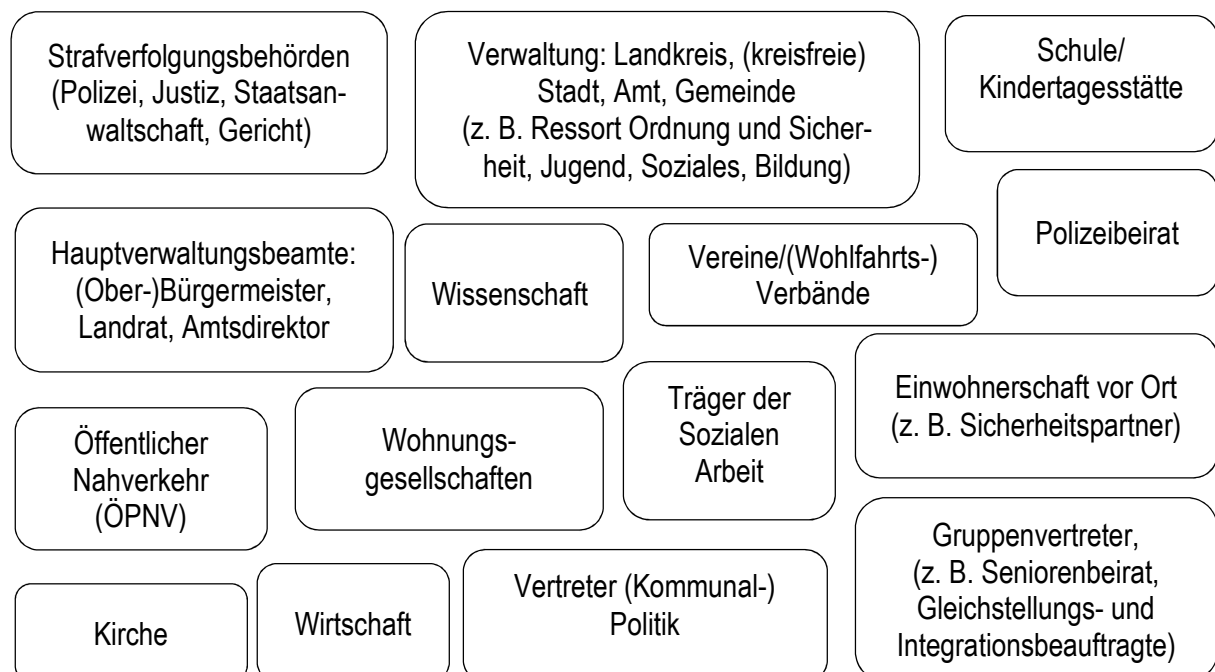 Strafverfolgungsbehörden
(Polizei, Justiz, Staatsan-
waltschaft, Gericht)
Verwaltung: Landkreis, (kreisfreie)
Stadt, Amt, Gemeinde
(z. B. Ressort Ordnung und Sicher-
heit, Jugend, Soziales, Bildung)
Schule/
Kindertagesstätte
Hauptverwaltungsbeamte:
(Ober-)Bürgermeister,
Landrat, Amtsdirektor
Wissenschaft
Vereine/(Wohlfahrts-)
Verbände
Polizeibeirat
Öffentlicher
Nahverkehr
(ÖPNV)
Wohnungs-
gesellschaften
Träger der
Sozialen
Arbeit
Einwohnerschaft vor Ort
(z. B. Sicherheitspartner)
Kirche
Wirtschaft
Vertreter (Kommunal-)
Politik
Gruppenvertreter,
(z. B. Seniorenbeirat,
Gleichstellungs- und
Integrationsbeauftragte)